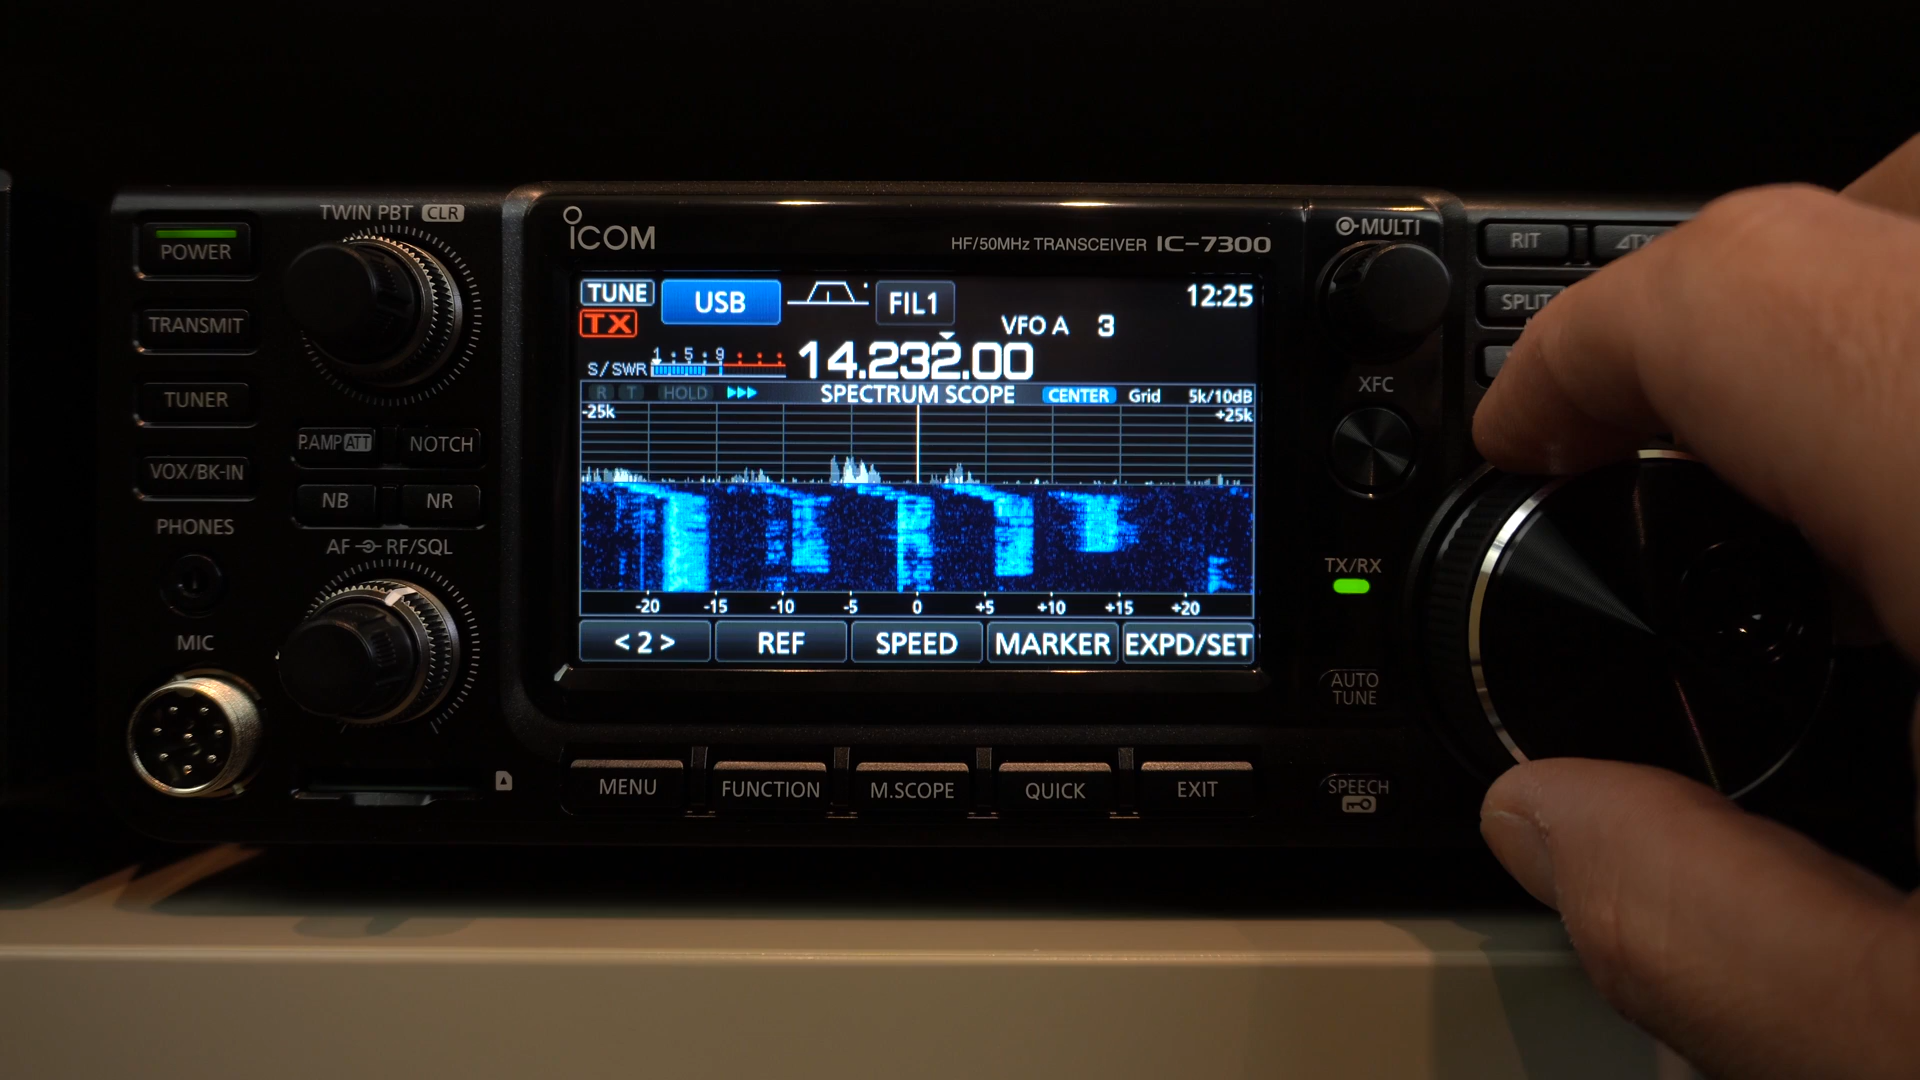 TWIN PBT CLR
POWER
TRANSMIT
TUNER
VOX/BK-IN
P.AMP ATT
NOTCH
NB
NR
PHONES
AF RF/SQL
MIC
ICOM
HF/50MHz TRANSCEIVER IC-7300
TUNE
USB
FIL1
12:25
TX
VFO A 3
1 5 9
S/SWR
14.232.00
R T HOLD SPECTRUM SCOPE CENTER Grid 5k/10dB
-25k +25k
-20 -15 -10 -5 0 +5 +10 +15 +20
< 2 > REF SPEED MARKER EXPD/SET
MENU FUNCTION M.SCOPE QUICK EXIT
MULTI
XFC
TX/RX
AUTO
TUNE
SPEECH
RIT
SPLIT